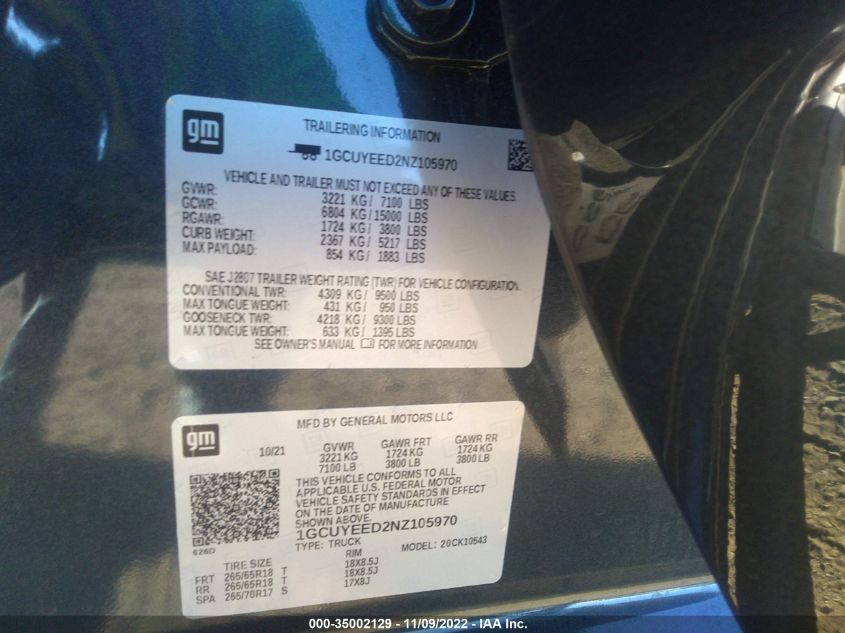 gm
TRAILERING INFORMATION
1GCUYEED2NZ105970
VEHICLE AND TRAILER MUST NOT EXCEED ANY OF THESE VALUES.
GVWR: 3221 KG/ 7100 LBS
GCWR: 6804 KG/ 15000 LBS
RGAWR: 1724 KG/ 3800 LBS
CURB WEIGHT: 2367 KG/ 5217 LBS
MAX PAYLOAD: 854 KG/ 1883 LBS
SAE J2807 TRAILER WEIGHT RATING (TWR) FOR VEHICLE CONFIGURATION.
CONVENTIONAL TWR: 4309 KG/ 9500 LBS
MAX TONGUE WEIGHT: 431 KG/ 950 LBS
GOOSENECK TWR: 4218 KG/ 9300 LBS
MAX TONGUE WEIGHT: 633 KG/ 1395 LBS
SEE OWNER'S MANUAL FOR MORE INFORMATION
gm
MFD BY GENERAL MOTORS LLC
10/21 GVWR GAWR FRT GAWR RR
3221 KG 1724 KG 1724 KG
7100 LB 3800 LB 3800 LB
THIS VEHICLE CONFORMS TO ALL
APPLICABLE U.S. FEDERAL MOTOR
VEHICLE SAFETY STANDARDS IN EFFECT
ON THE DATE OF MANUFACTURE
SHOWN ABOVE.
1GCUYEED2NZ105970
626D
TYPE: TRUCK MODEL: 20CK10543
TIRE SIZE RIM
FRT 265/65R18 T 18X8.5J
RR 265/65R18 T 18X8.5J
SPA 255/70R17 S 17X8J
000-35002129 - 11/09/2022 - IAA Inc.